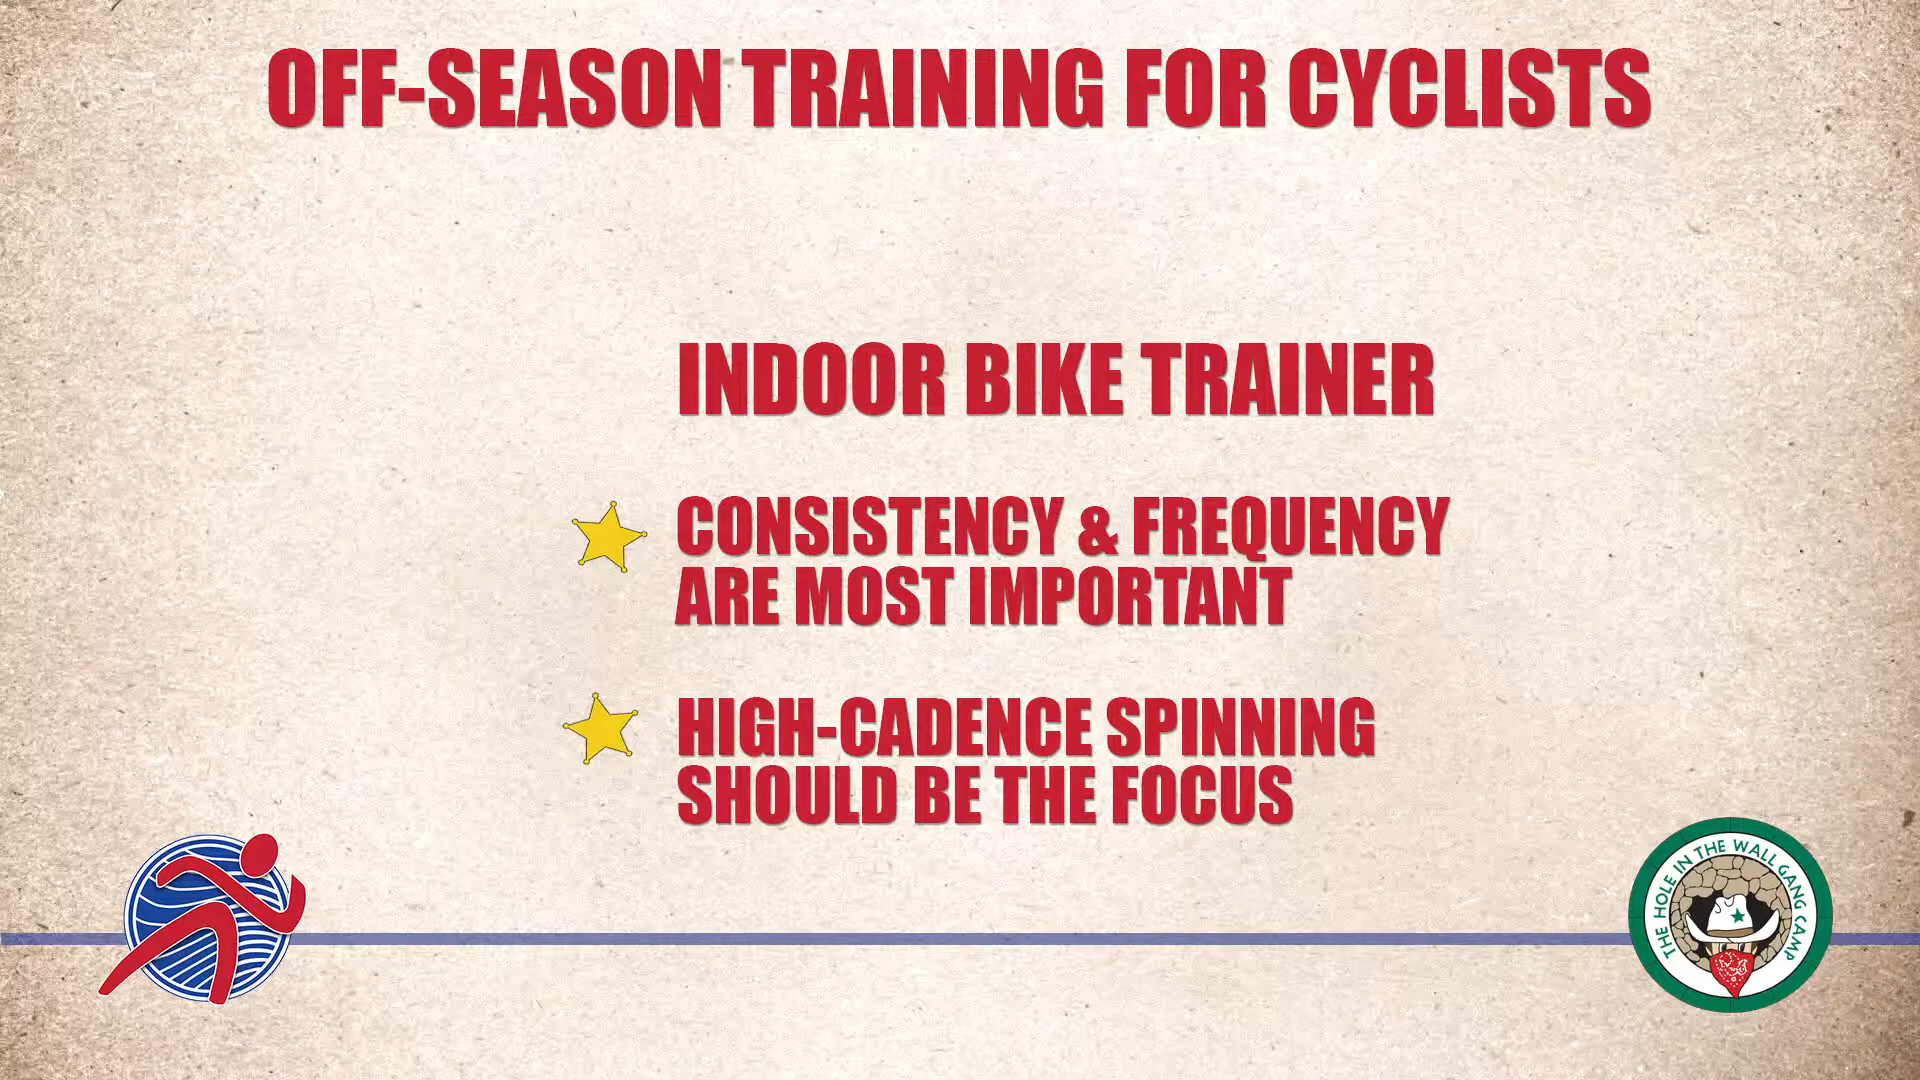 OFF-SEASON TRAINING FOR CYCLISTS
INDOOR BIKE TRAINER
CONSISTENCY & FREQUENCY
ARE MOST IMPORTANT
HIGH-CADENCE SPINNING
SHOULD BE THE FOCUS
THE HOLE IN THE WALL GANG CAMP